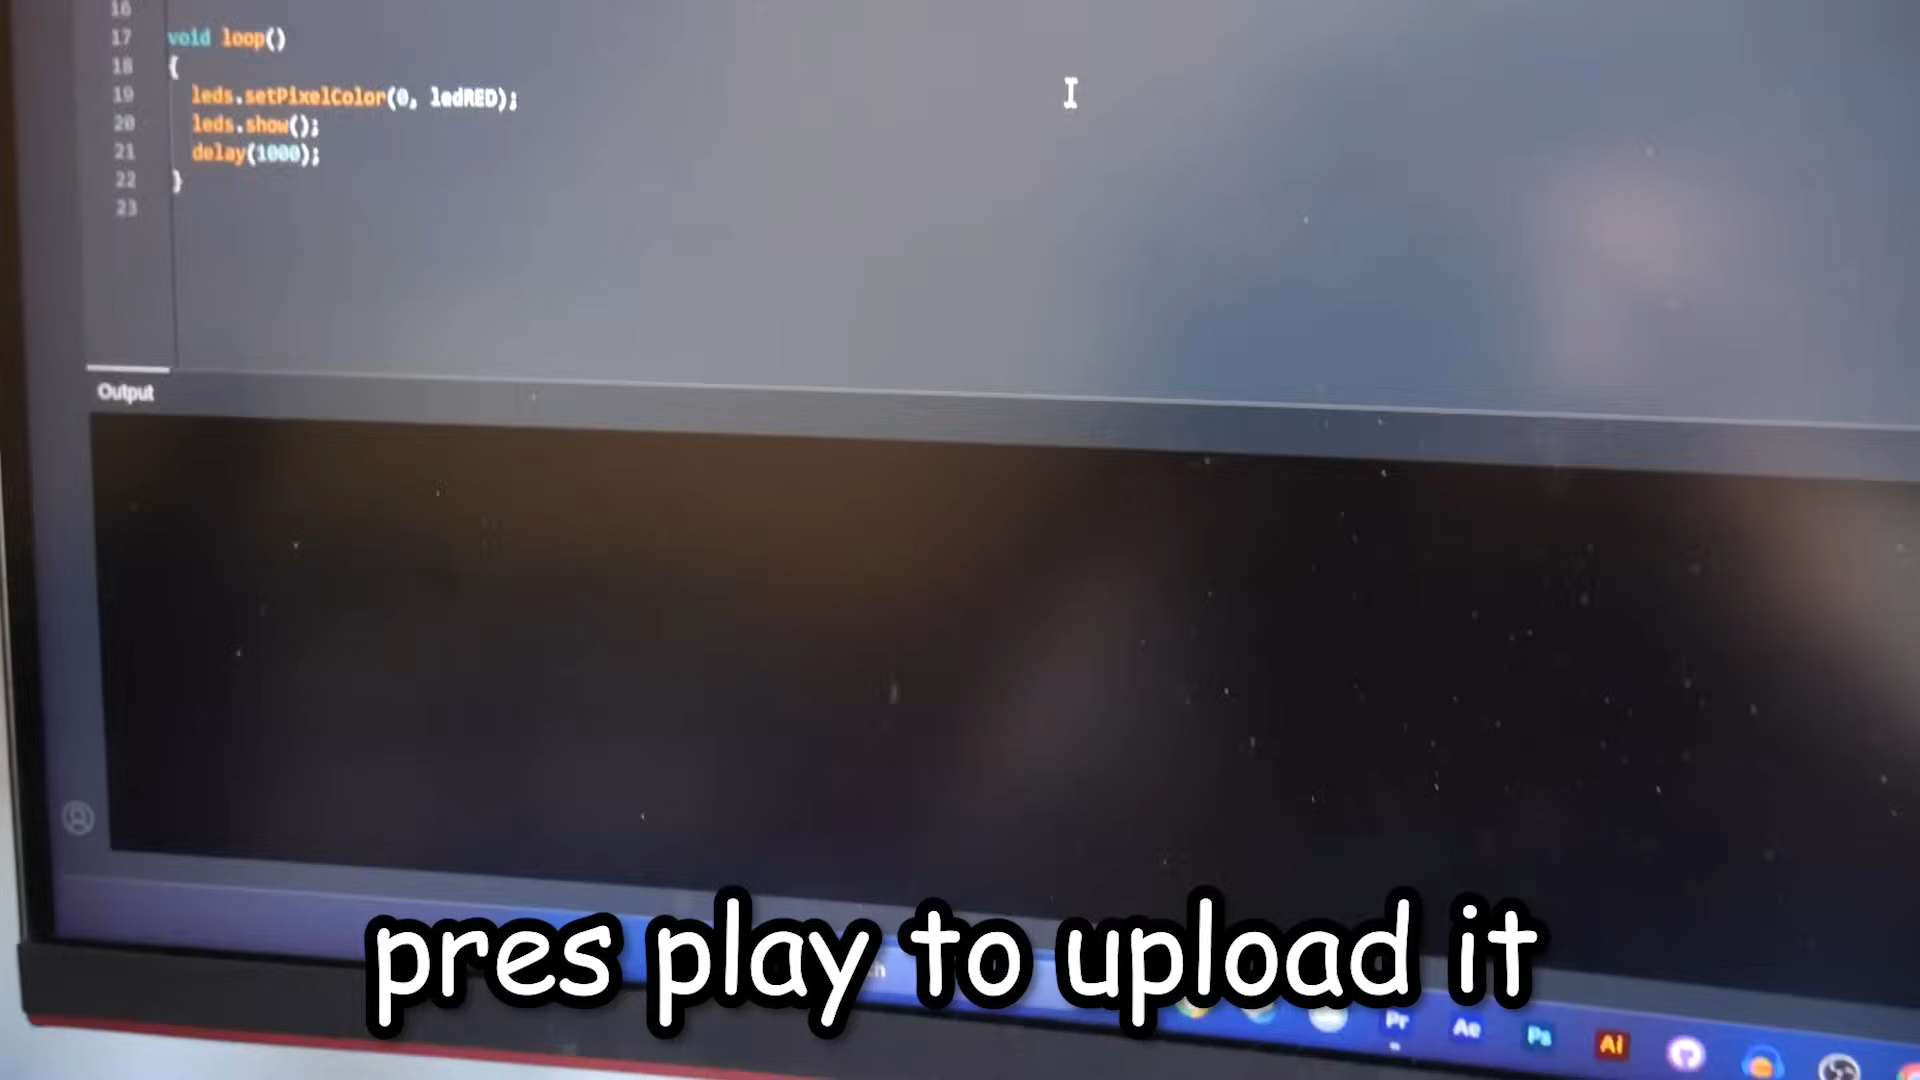 16
17 void loop()
18 {
19 leds.setPixelColor(0, ledRED);
20 leds.show();
21 delay(1000);
22 }
23
Output
pres play to upload it
Pr Ae Ps Ai